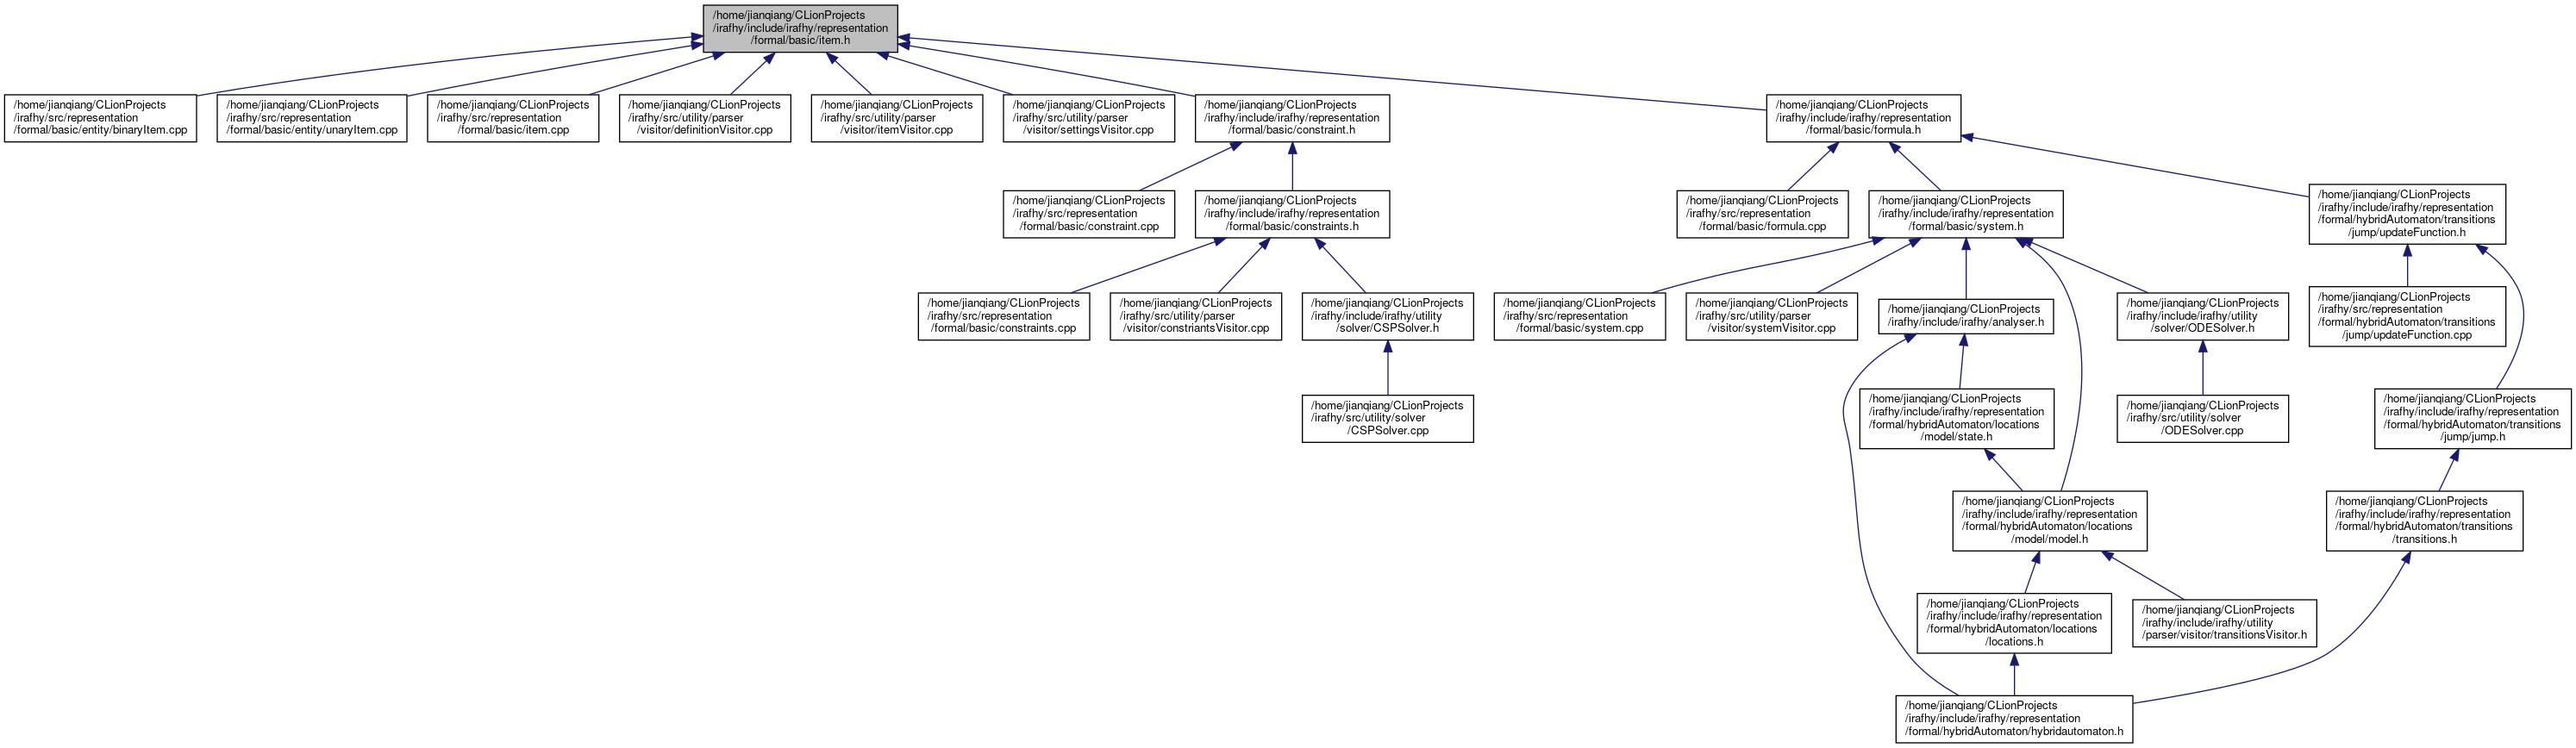 /home/jianqiang/CLionProjects
/irafhy/include/irafhy/representation
/formal/basic/item.h
/home/jianqiang/CLionProjects
/irafhy/src/representation
/formal/basic/entity/binaryItem.cpp
/home/jianqiang/CLionProjects
/irafhy/src/representation
/formal/basic/entity/unaryItem.cpp
/home/jianqiang/CLionProjects
/irafhy/src/representation
/formal/basic/item.cpp
/home/jianqiang/CLionProjects
/irafhy/src/utility/parser
/visitor/definitionVisitor.cpp
/home/jianqiang/CLionProjects
/irafhy/src/utility/parser
/visitor/itemVisitor.cpp
/home/jianqiang/CLionProjects
/irafhy/src/utility/parser
/visitor/settingsVisitor.cpp
/home/jianqiang/CLionProjects
/irafhy/include/irafhy/representation
/formal/basic/constraint.h
/home/jianqiang/CLionProjects
/irafhy/include/irafhy/representation
/formal/basic/formula.h
/home/jianqiang/CLionProjects
/irafhy/src/representation
/formal/basic/constraint.cpp
/home/jianqiang/CLionProjects
/irafhy/include/irafhy/representation
/formal/basic/constraints.h
/home/jianqiang/CLionProjects
/irafhy/src/representation
/formal/basic/formula.cpp
/home/jianqiang/CLionProjects
/irafhy/include/irafhy/representation
/formal/basic/system.h
/home/jianqiang/CLionProjects
/irafhy/include/irafhy/representation
/formal/hybridAutomaton/transitions
/jump/updateFunction.h
/home/jianqiang/CLionProjects
/irafhy/src/representation
/formal/basic/constraints.cpp
/home/jianqiang/CLionProjects
/irafhy/src/utility/parser
/visitor/constriantsVisitor.cpp
/home/jianqiang/CLionProjects
/irafhy/include/irafhy/utility
/solver/CSPSolver.h
/home/jianqiang/CLionProjects
/irafhy/src/representation
/formal/basic/system.cpp
/home/jianqiang/CLionProjects
/irafhy/src/utility/parser
/visitor/systemVisitor.cpp
/home/jianqiang/CLionProjects
/irafhy/include/irafhy/analyser.h
/home/jianqiang/CLionProjects
/irafhy/include/irafhy/utility
/solver/ODESolver.h
/home/jianqiang/CLionProjects
/irafhy/src/representation
/formal/hybridAutomaton/transitions
/jump/updateFunction.cpp
/home/jianqiang/CLionProjects
/irafhy/src/utility/solver
/CSPSolver.cpp
/home/jianqiang/CLionProjects
/irafhy/include/irafhy/representation
/formal/hybridAutomaton/locations
/model/state.h
/home/jianqiang/CLionProjects
/irafhy/src/utility/solver
/ODESolver.cpp
/home/jianqiang/CLionProjects
/irafhy/include/irafhy/representation
/formal/hybridAutomaton/transitions
/jump/jump.h
/home/jianqiang/CLionProjects
/irafhy/include/irafhy/representation
/formal/hybridAutomaton/locations
/model/model.h
/home/jianqiang/CLionProjects
/irafhy/include/irafhy/representation
/formal/hybridAutomaton/transitions
/transitions.h
/home/jianqiang/CLionProjects
/irafhy/include/irafhy/representation
/formal/hybridAutomaton/locations
/locations.h
/home/jianqiang/CLionProjects
/irafhy/include/irafhy/utility
/parser/visitor/transitionsVisitor.h
/home/jianqiang/CLionProjects
/irafhy/include/irafhy/representation
/formal/hybridAutomaton/hybridautomaton.h